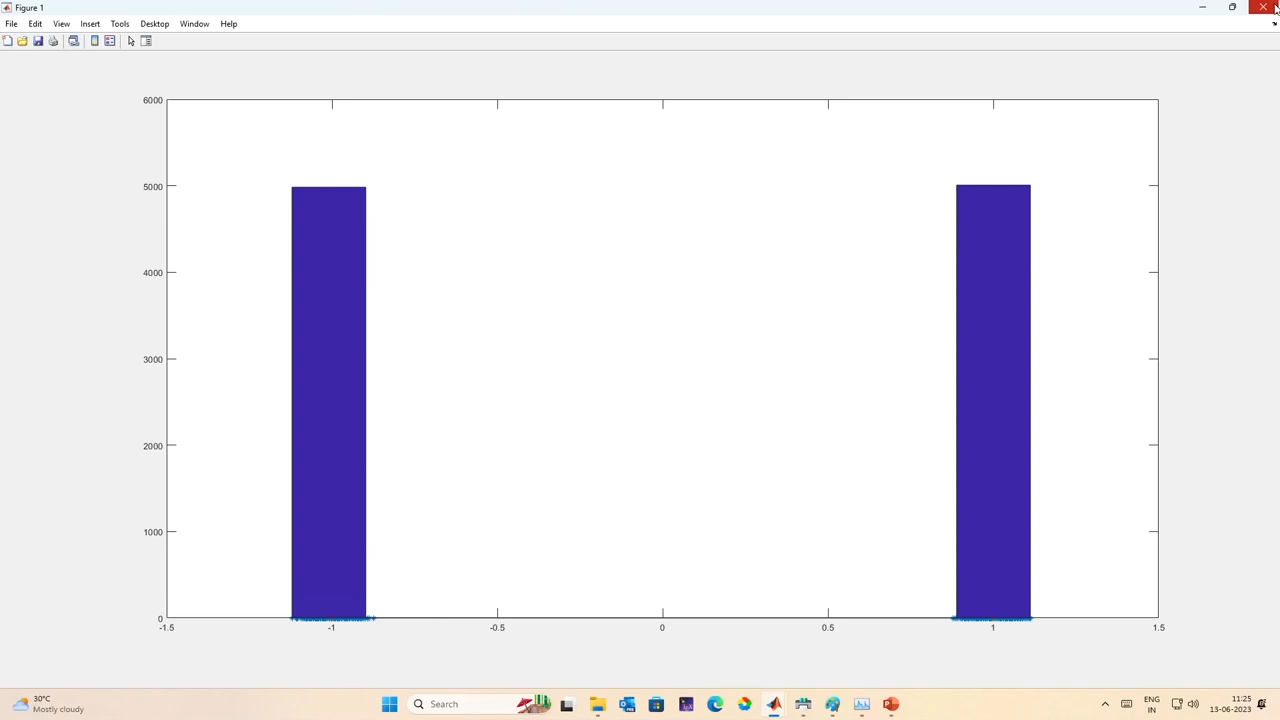 Figure 1
File Edit View Insert Tools Desktop Window Help
6000
5000
4000
3000
2000
1000
0
-1.5 -1 -0.5 0 0.5 1 1.5
30°C
Mostly cloudy
Search
ENG
IN
11:25
13-06-2023